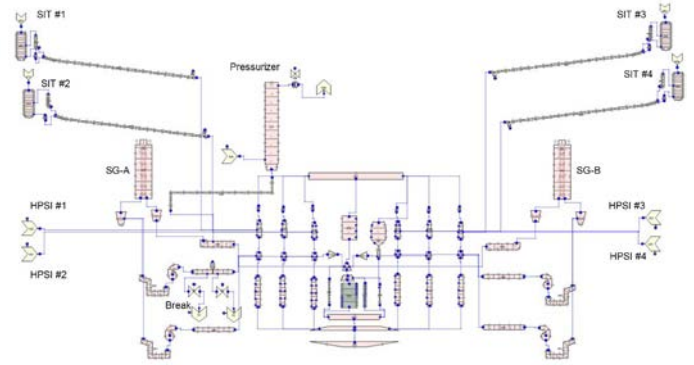 SIT #1
SIT #3
Pressurizer
SIT #2
SIT #4
SG-A
SG-B
HPSI #1
HPSI #3
HPSI #2
HPSI #4
Break